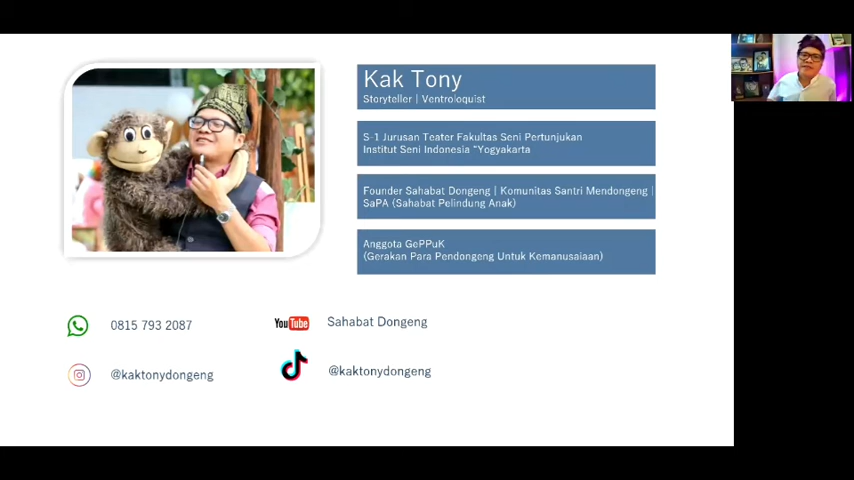 Kak Tony
Storyteller | Ventroloquist
S-1 Jurusan Teater Fakultas Seni Pertunjukan
Institut Seni Indonesia "Yogyakarta
Founder Sahabat Dongeng | Komunitas Santri Mendongeng |
SaPA (Sahabat Pelindung Anak)
Anggota GePPuK
(Gerakan Para Pendongeng Untuk Kemanusaiaan)
0815 793 2087
YouTube
Sahabat Dongeng
@kaktonydongeng
@kaktonydongeng